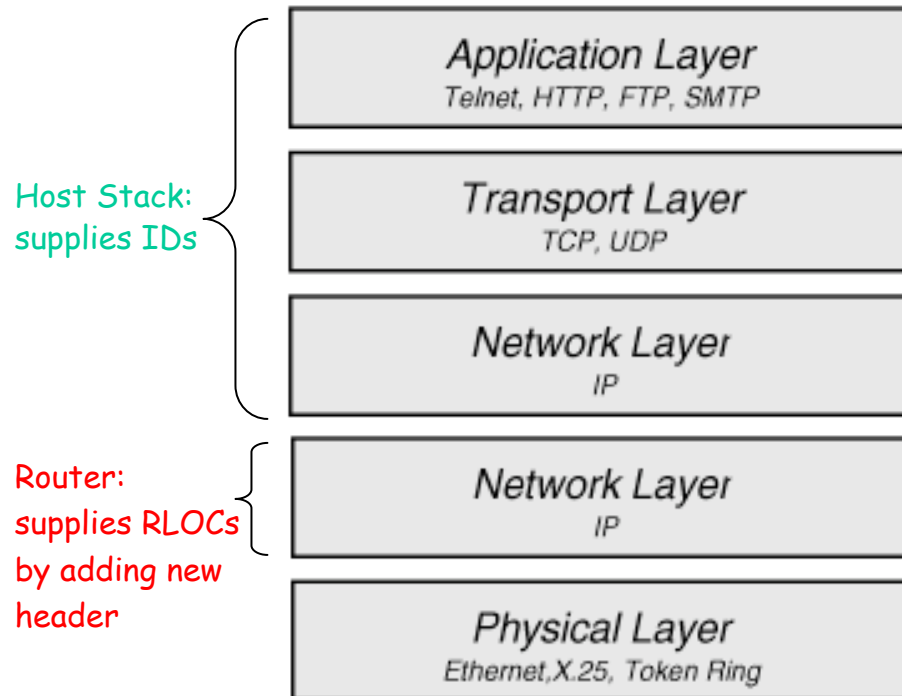 Application Layer
Telnet, HTTP, FTP, SMTP
Host Stack:
supplies IDs
Transport Layer
TCP, UDP
Network Layer
IP
Router:
supplies RLOCs
by adding new
header
Network Layer
IP
Physical Layer
Ethernet,X.25, Token Ring